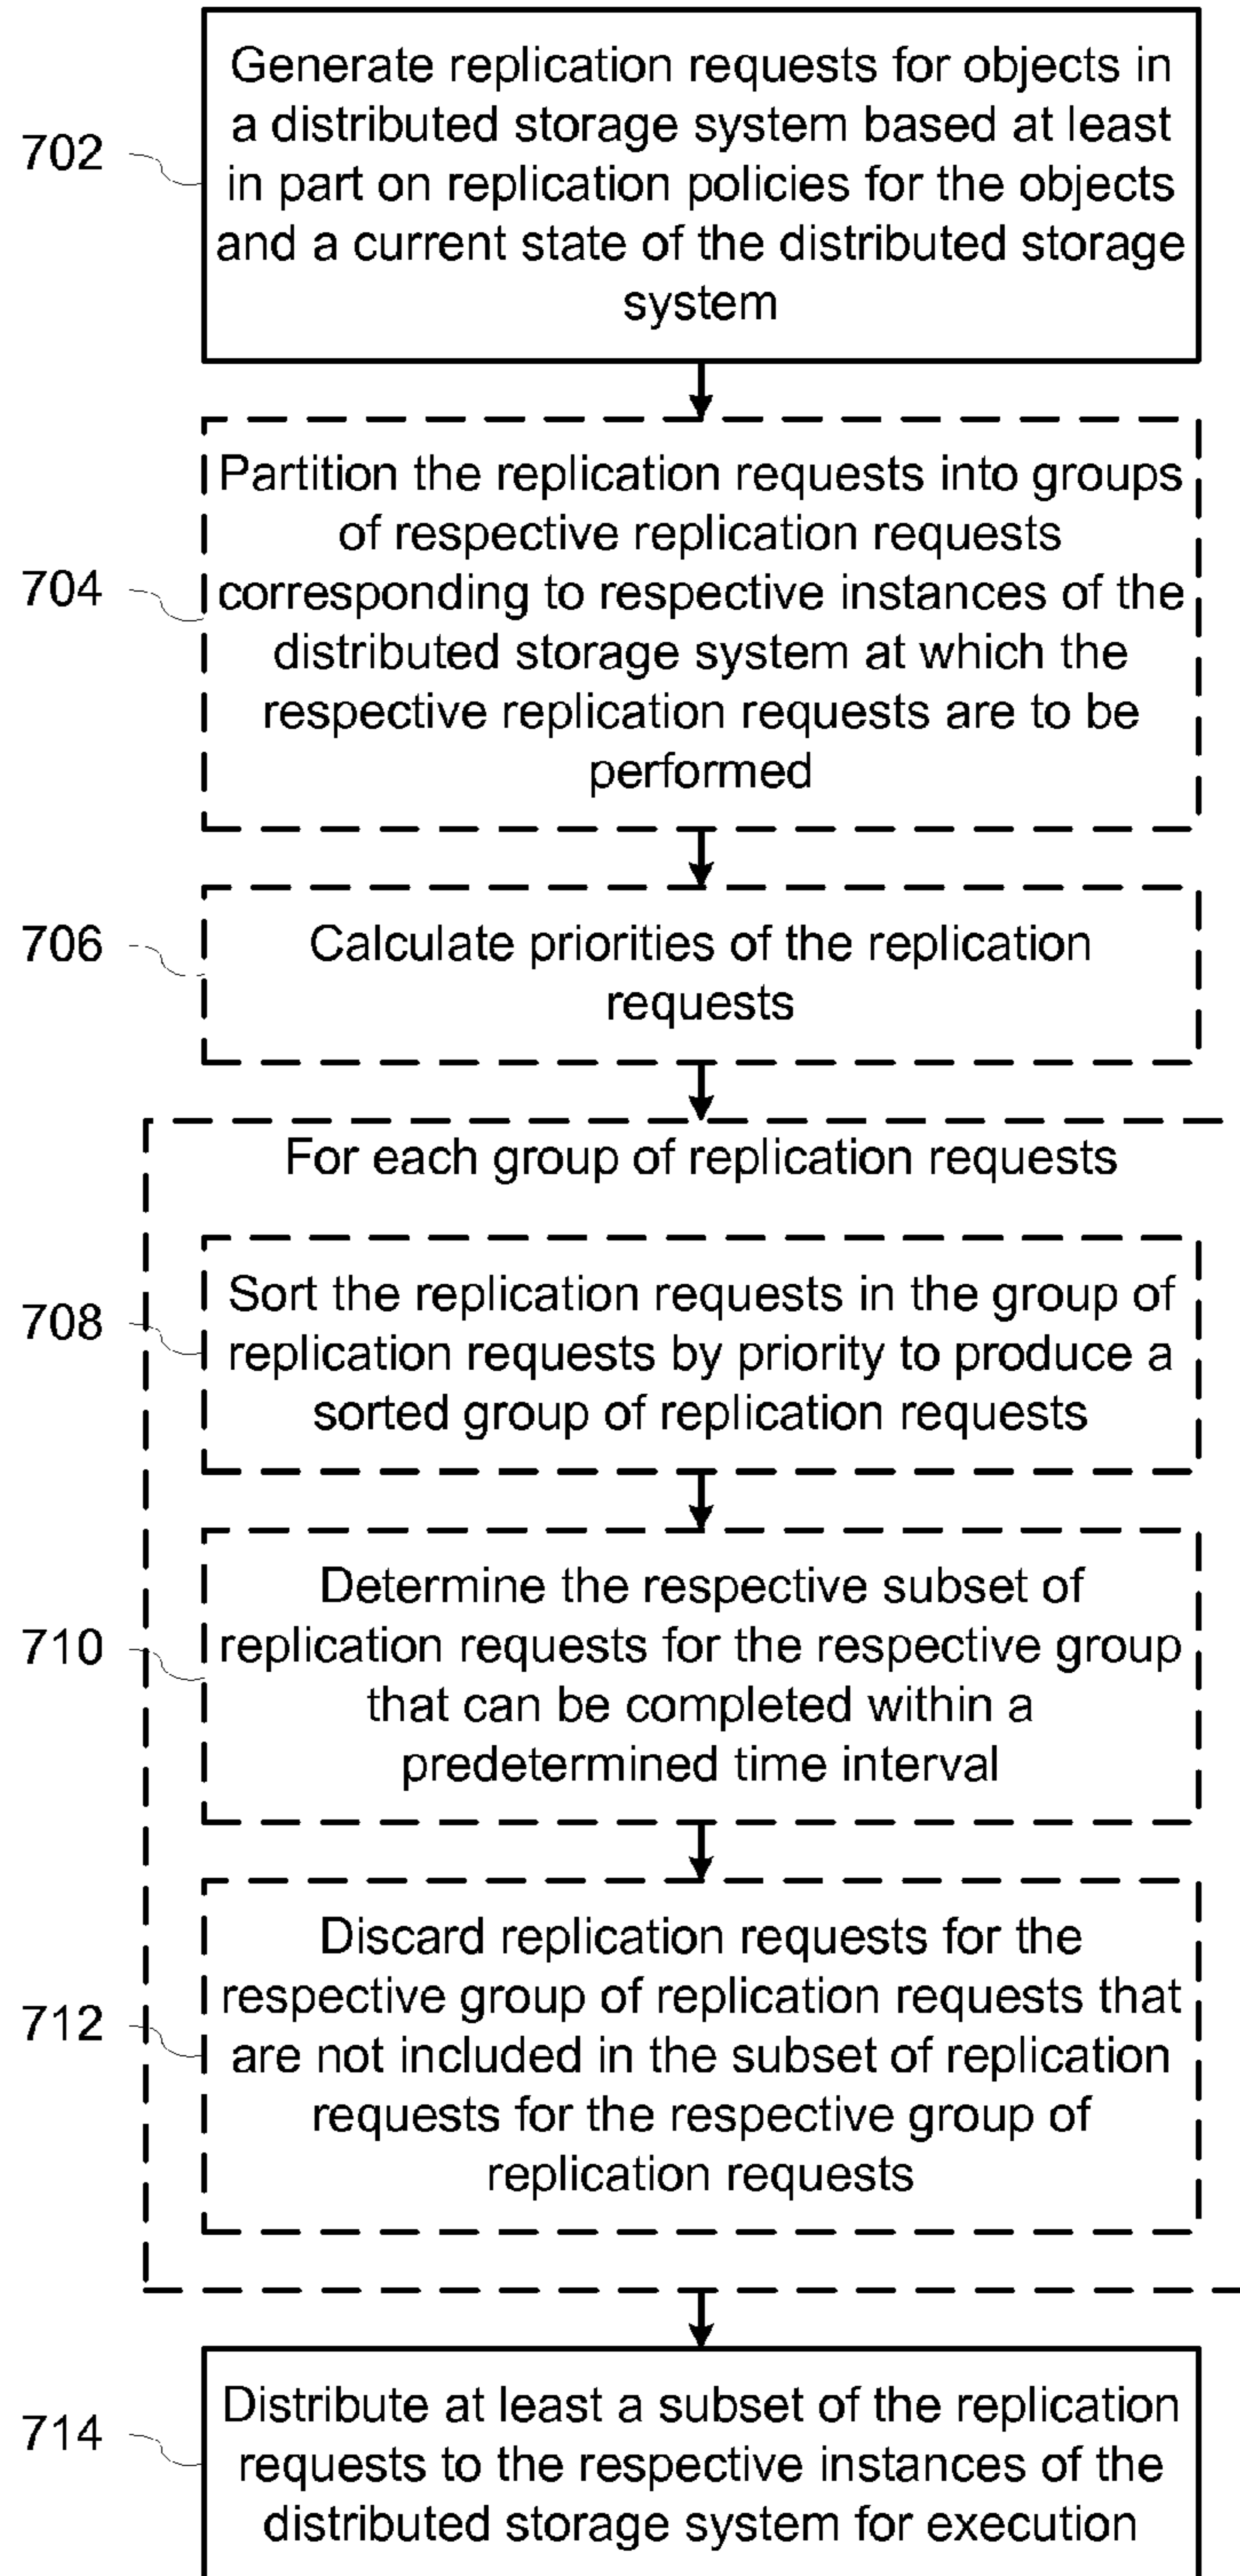 702
Generate replication requests for objects in
a distributed storage system based at least
in part on replication policies for the objects
and a current state of the distributed storage
system
704
Partition the replication requests into groups
of respective replication requests
corresponding to respective instances of the
distributed storage system at which the
respective replication requests are to be
performed
706
Calculate priorities of the replication
requests
For each group of replication requests
708
Sort the replication requests in the group of
replication requests by priority to produce a
sorted group of replication requests
710
Determine the respective subset of
replication requests for the respective group
that can be completed within a
predetermined time interval
712
Discard replication requests for the
respective group of replication requests that
are not included in the subset of replication
requests for the respective group of
replication requests
714
Distribute at least a subset of the replication
requests to the respective instances of the
distributed storage system for execution